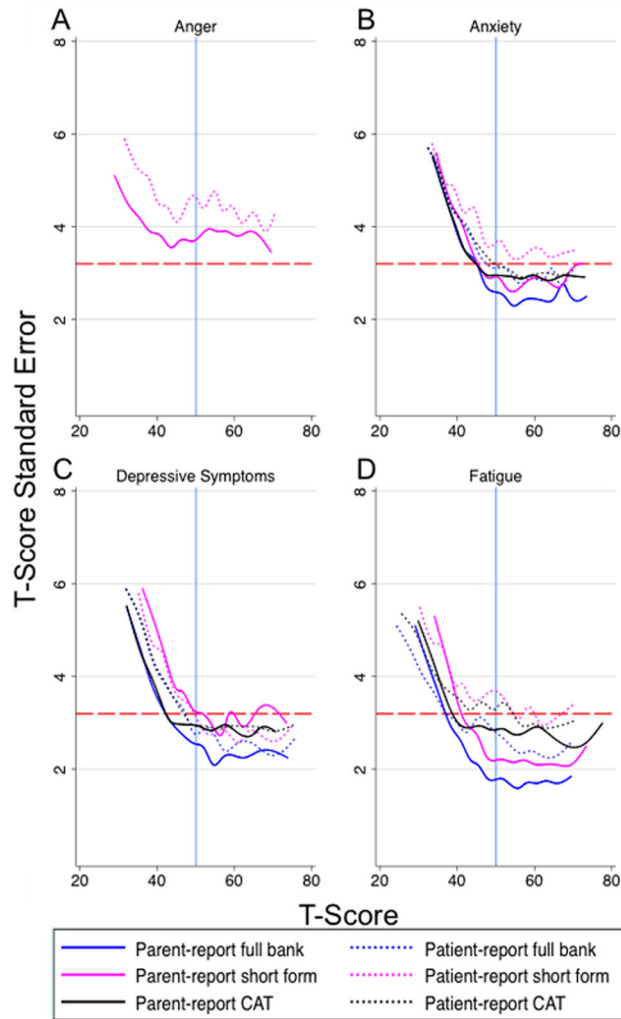 A
Anger
B
Anxiety
8
6
4
2
20 40 60 80
8
6
4
2
20 40 60 80
C
Depressive Symptoms
D
Fatigue
8
6
4
2
20 40 60 80
8
6
4
2
20 40 60 80
T-Score Standard Error
T-Score
Parent-report full bank Patient-report full bank
Parent-report short form Patient-report short form
Parent-report CAT Patient-report CAT